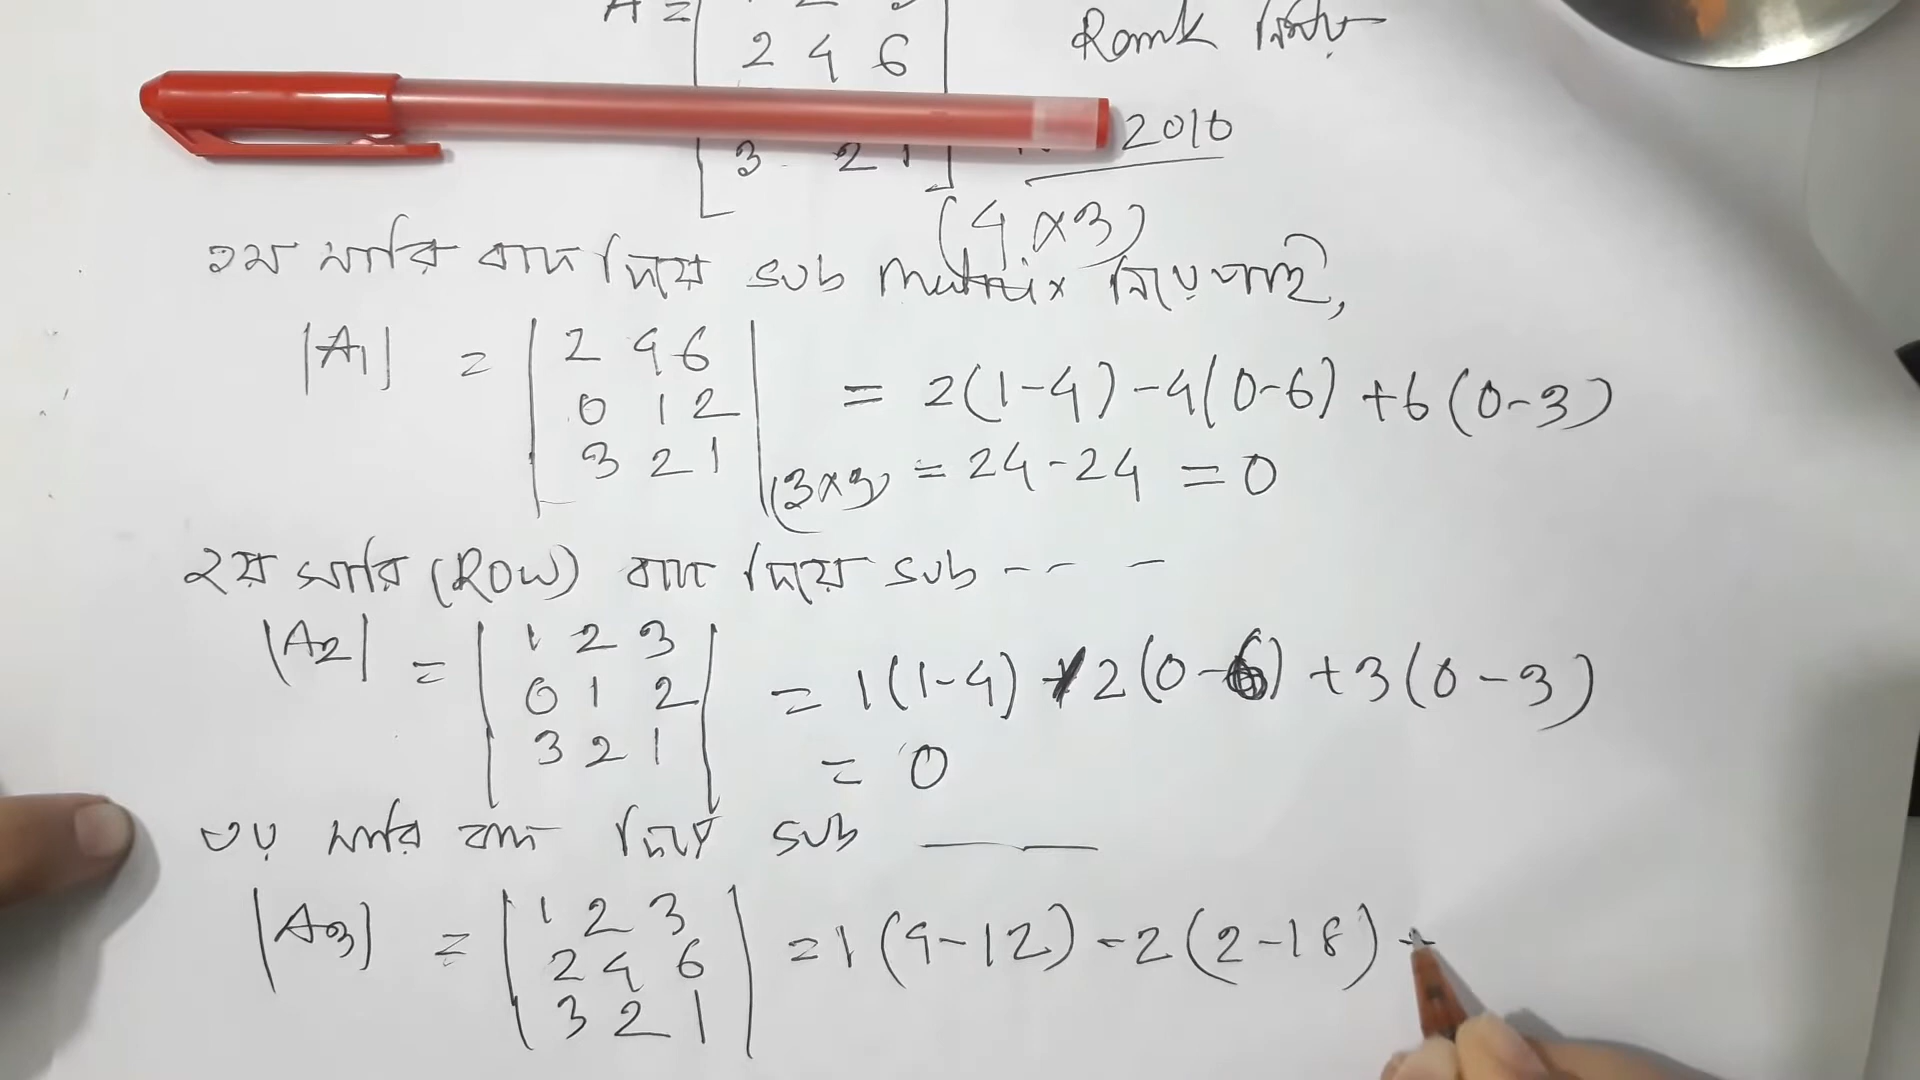 A = 2 3
2 4 6
Rank নির্ণয়
3 2 1
2016
(4×3)
১ম সারি বাদ দিয়ে sub matrix নিয়ে পাই,
|A1| = 2 4 6
0 1 2
3 2 1
(3×3)
= 2(1-4) -4(0-6) +6(0-3)
= 24-24 = 0
২য় সারি (ROW) বাদ দিয়ে sub -- -
|A2| = 1 2 3
0 1 2
3 2 1
= 1(1-4) -2(0-6) +3(0-3)
= 0
৩য় সারি বাদ দিয়ে sub ——
|A3| = 1 2 3
2 4 6
3 2 1
= 1(4-12) -2(2-18) +